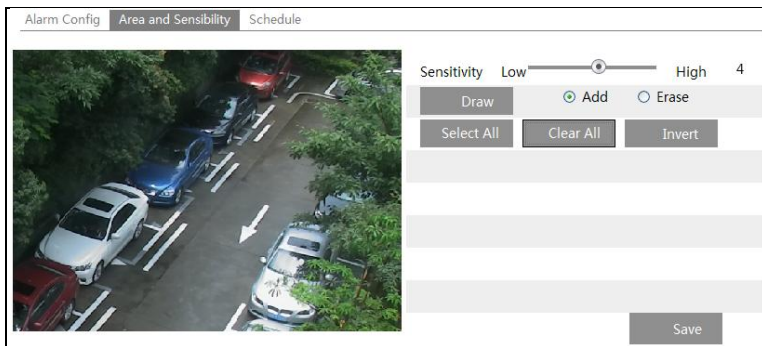 Alarm Config Area and Sensibility Schedule
Sensitivity Low High 4
Draw Add Erase
Select All Clear All Invert
Save